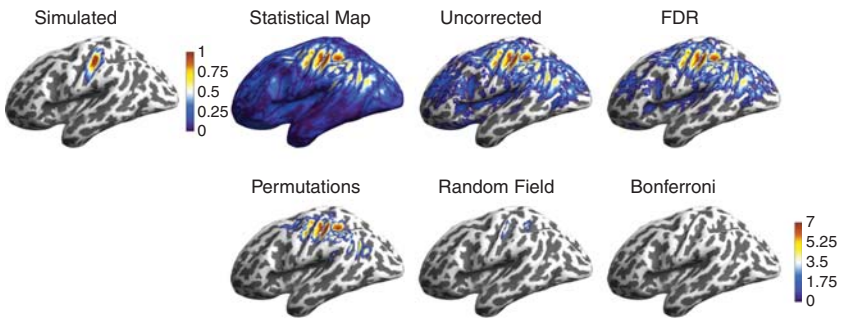 Simulated
Statistical Map
Uncorrected
FDR
1
0.75
0.5
0.25
0
Permutations
Random Field
Bonferroni
7
5.25
3.5
1.75
0